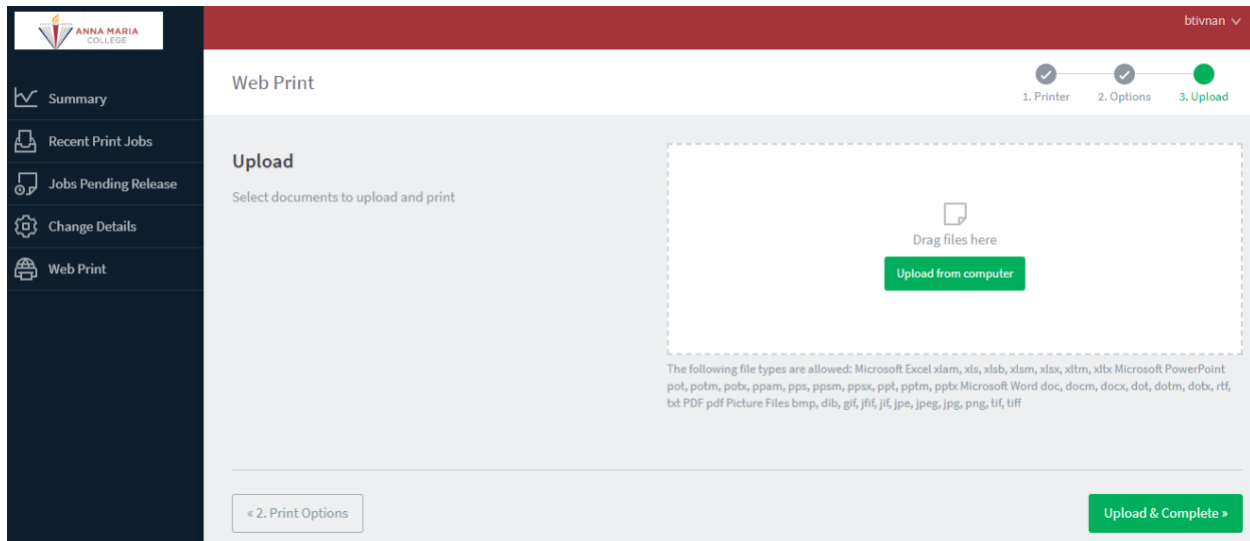 ANNA MARIA
COLLEGE
btivnan
Summary
Recent Print Jobs
Jobs Pending Release
Change Details
Web Print
Web Print
1. Printer
2. Options
3. Upload
Upload
Select documents to upload and print
Drag files here
Upload from computer
The following file types are allowed: Microsoft Excel xlam, xls, xlsb, xlsm, xlsx, xltm, xltx Microsoft PowerPoint
pot, potm, potx, ppam, pps, ppsm, ppsx, ppt, pptm, pptx Microsoft Word doc, docm, docx, dot, dotm, dotx, rtf,
txt PDF pdf Picture Files bmp, dib, gif, jfif, jif, jpe, jpeg, jpg, png, tif, tiff
« 2. Print Options
Upload & Complete »